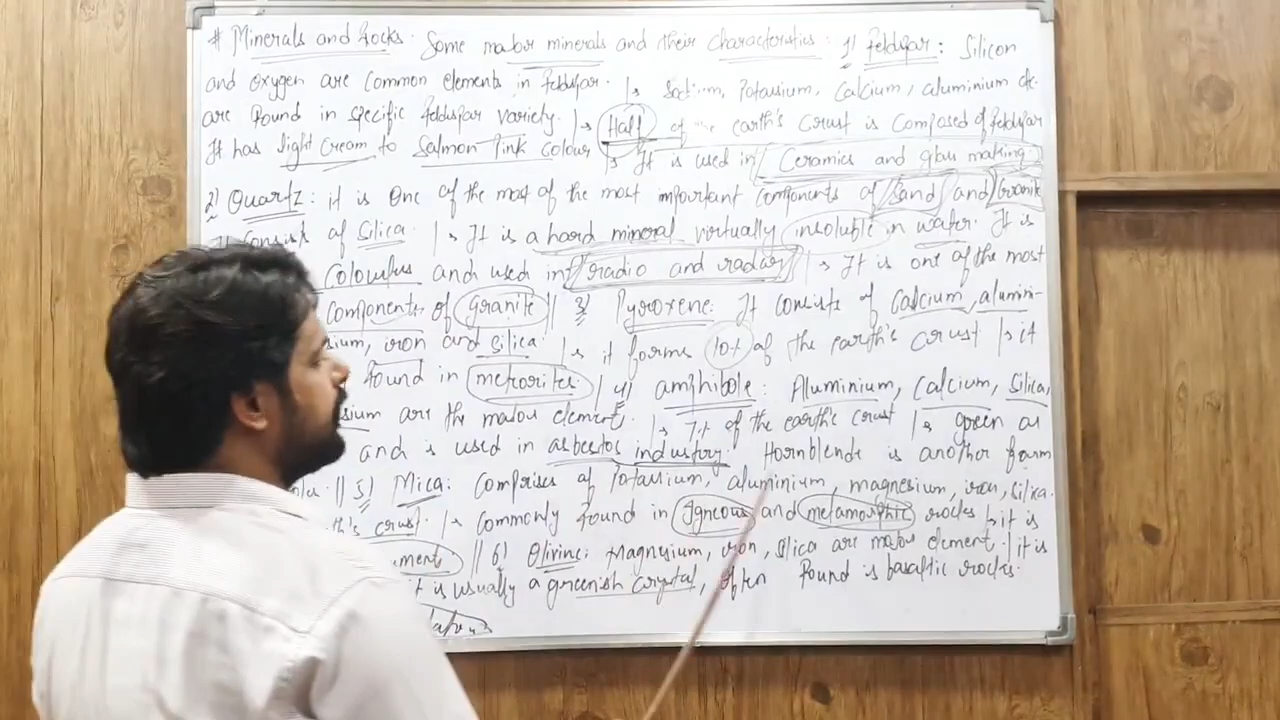 # Minerals and Rocks. Some major minerals and their characteristics: 1) Feldspar: Silicon
and oxygen are common elements in feldspar. |→ Sodium, Potassium, Calcium, aluminium etc.
are found in specific feldspar variety. |→ Half of the earth's crust is composed of feldspar
It has light cream to Salmon Pink colour |→ It is used in Ceramics and glass making.
2) Quartz: it is one of the most of the most important components of sand and Granite
consists of Silica. |→ It is a hard mineral virtually insoluble in water. It is
colourless and used in radio and radar |→ It is one of the most
components of granite || 3) Pyroxene: It consists of calcium, alumini-
sium, iron and silica. |→ it forms 10% of the earth's crust |→ it
found in meteorites. | 4) amphibole: Aluminium, calcium, silica,
sium are the major element. |→ 7% of the earth's crust |→ green or
and is used in asbestos industry. Hornblende is another form
|| 5) Mica: comprises of Potassium, aluminium, magnesium, iron, silica.
crust. |→ commonly found in Igneous and metamorphic rocks |→ it is
ument || 6) Olivine: Magnesium, iron, silica are major element. | it is
it is usually a greenish crystal, often found is basaltic rocks.